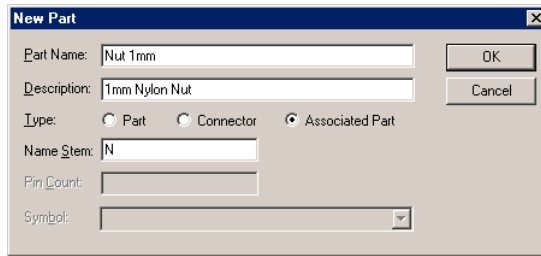 New Part
Part Name: Nut 1mm OK
Description: 1mm Nylon Nut Cancel
Type: Part Connector Associated Part
Name Stem: N
Pin Count:
Symbol: